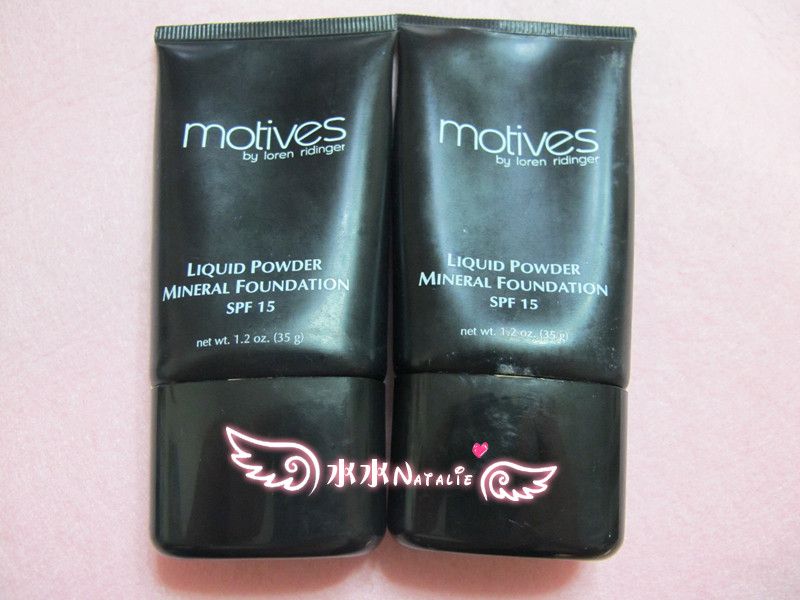 motives
by loren ridinger
LIQUID POWDER
MINERAL FOUNDATION
SPF 15
net wt. 1.2 oz. (35 g)
motives
by loren ridinger
LIQUID POWDER
MINERAL FOUNDATION
SPF 15
net wt. 1.2 oz. (35 g)
水水NATALIE